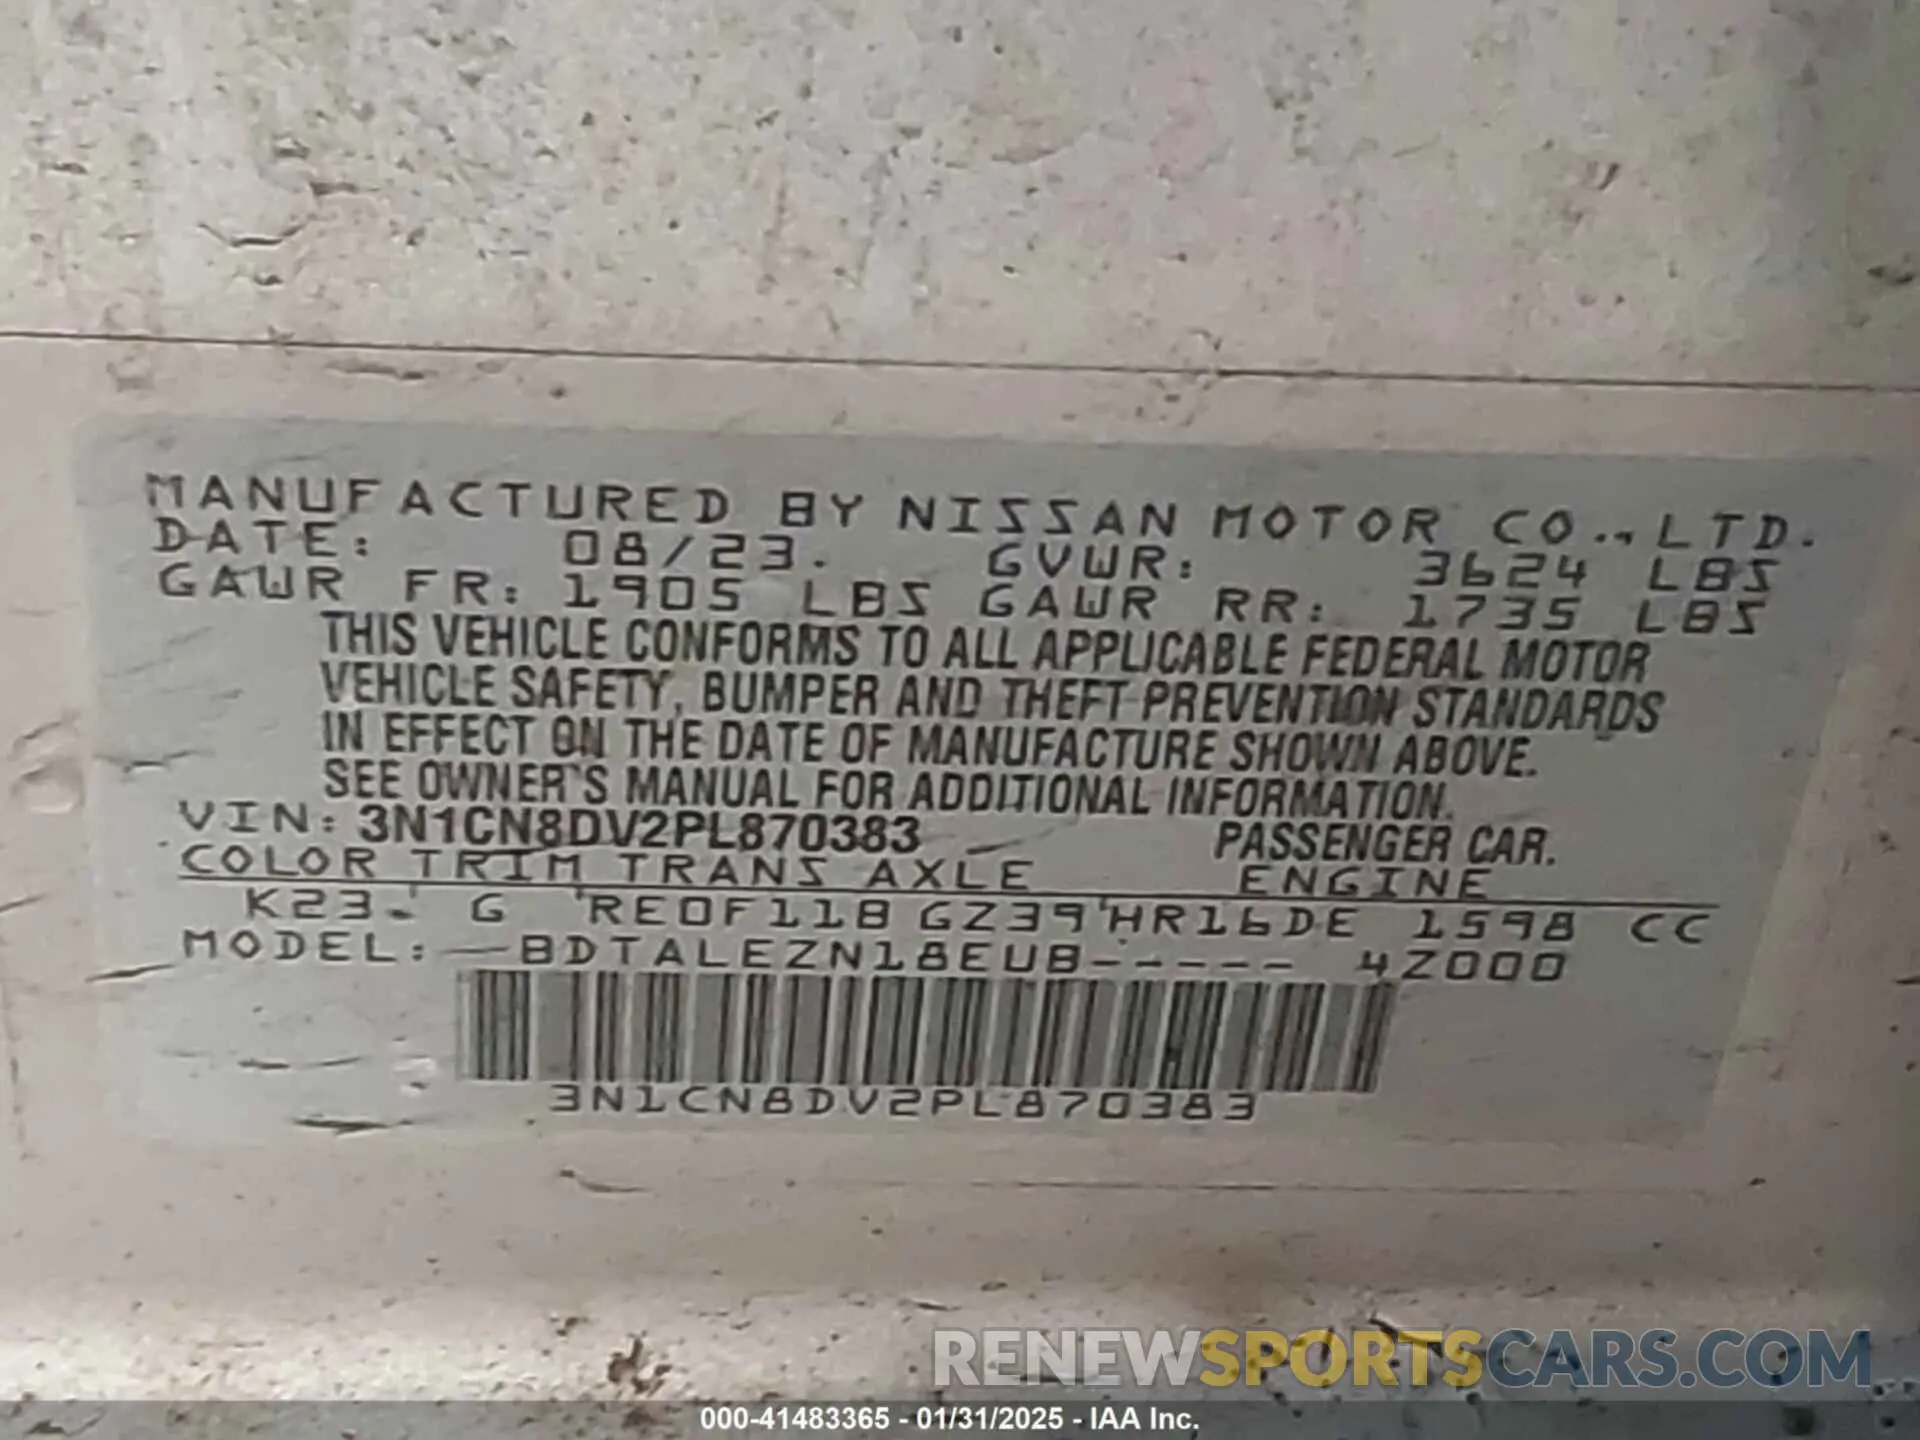 MANUFACTURED BY NISSAN MOTOR CO., LTD.
DATE: 08/23. GVWR: 3624 LBS
GAWR FR: 1905 LBS GAWR RR: 1735 LBS
THIS VEHICLE CONFORMS TO ALL APPLICABLE FEDERAL MOTOR
VEHICLE SAFETY, BUMPER AND THEFT PREVENTION STANDARDS
IN EFFECT ON THE DATE OF MANUFACTURE SHOWN ABOVE.
SEE OWNER'S MANUAL FOR ADDITIONAL INFORMATION.
VIN: 3N1CN8DV2PL870383 PASSENGER CAR.
COLOR TRIM TRANS AXLE ENGINE
K23 G RE0F11B GZ39 HR16DE 1598 CC
MODEL: BDTALEZN18EUB----- 4Z000
3N1CN8DV2PL870383
RENEWSPORTSCARS.COM
000-41483365 - 01/31/2025 - IAA Inc.